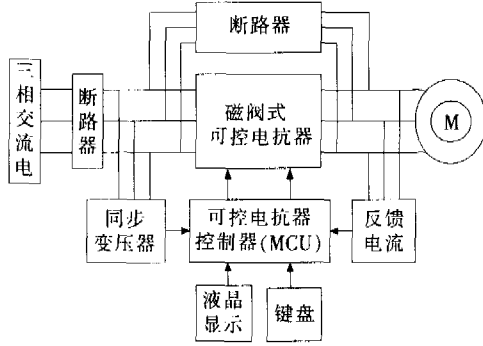 断路器
三相交流电
断路器
磁阀式
可控电抗器
M
同步
变压器
可控电抗器
控制器(MCU)
反馈
电流
液晶
显示
键盘